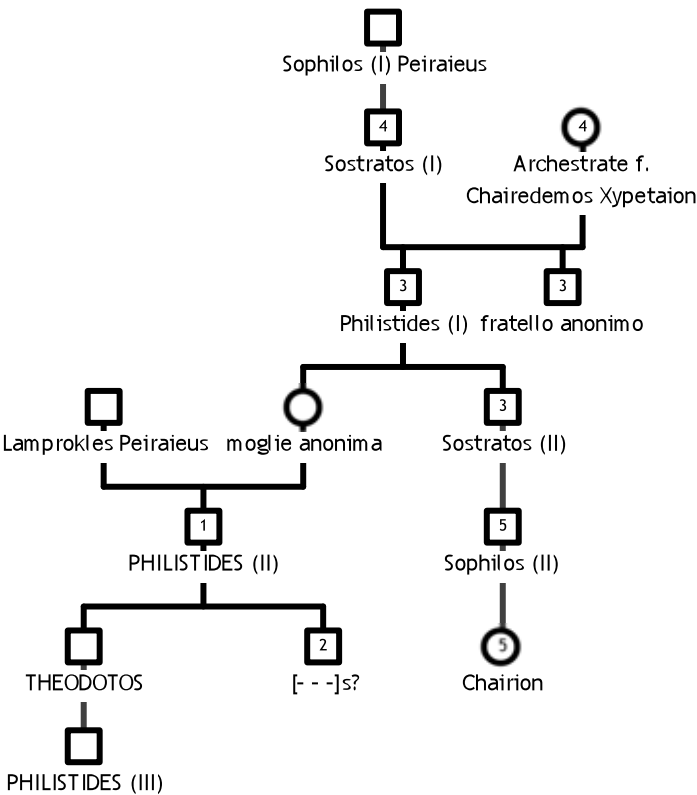 Sophilos (I) Peiraieus
4
4
Sostratos (I)
Archestrate f.
Chairedemos Xypetaion
3
3
Philistides (I)
fratello anonimo
3
Lamprokles Peiraieus
moglie anonima
Sostratos (II)
1
5
PHILISTIDES (II)
Sophilos (II)
2
5
THEODOTOS
[- - -]s?
Chairion
PHILISTIDES (III)